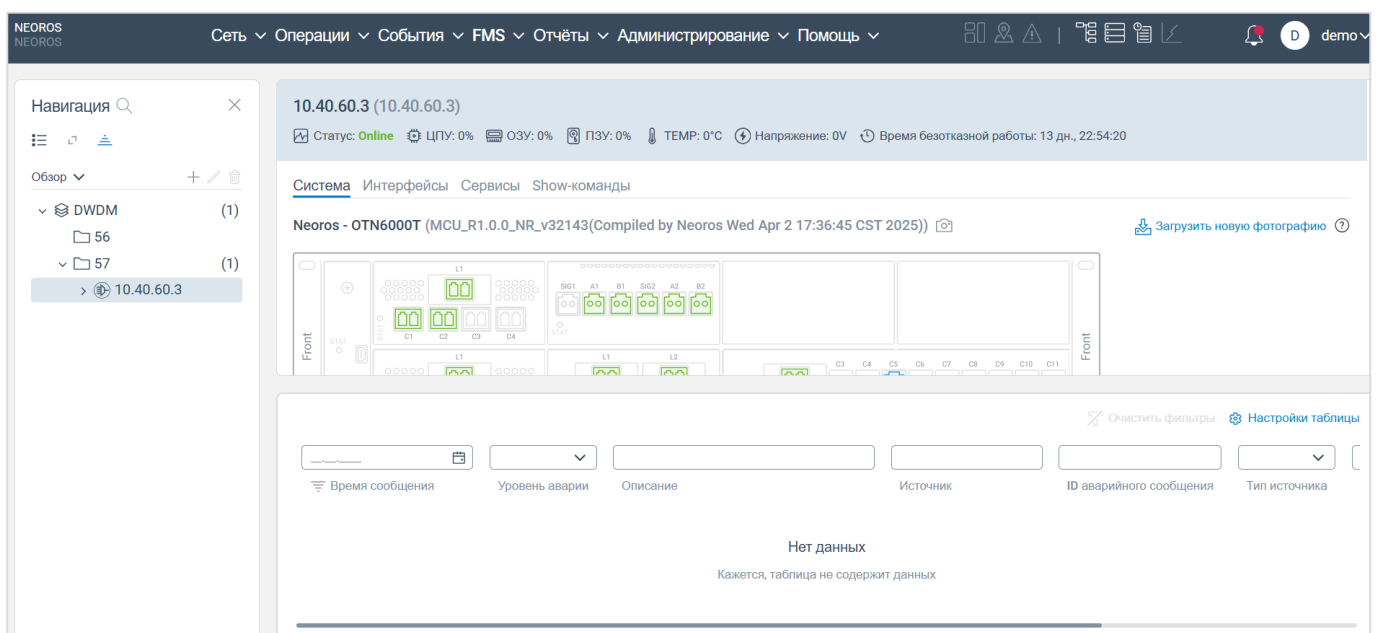 NEOROS
NEOROS
Сеть Операции События FMS Отчёты Администрирование Помощь
D demo
Навигация
Обзор
DWDM (1)
56
57 (1)
10.40.60.3
10.40.60.3 (10.40.60.3)
Статус: Online ЦПУ: 0% ОЗУ: 0% ПЗУ: 0% TEMP: 0°C Напряжение: 0V Время безотказной работы: 13 дн., 22:54:20
Система Интерфейсы Сервисы Show-команды
Neoros - OTN6000T (MCU_R1.0.0_NR_v32143(Compiled by Neoros Wed Apr 2 17:36:45 CST 2025))
Загрузить новую фотографию ?
L1
SIG1 A1 B1 SIG2 A2 B2
STAT STAT STAT
C1 C2 C3 C4
Front
Front
L1 L1 L2
C3 C4 C5 C6 C7 C8 C9 C10 C11
Очистить фильтры Настройки таблицы
__.__.____
Время сообщения Уровень аварии Описание Источник ID аварийного сообщения Тип источника
Нет данных
Кажется, таблица не содержит данных